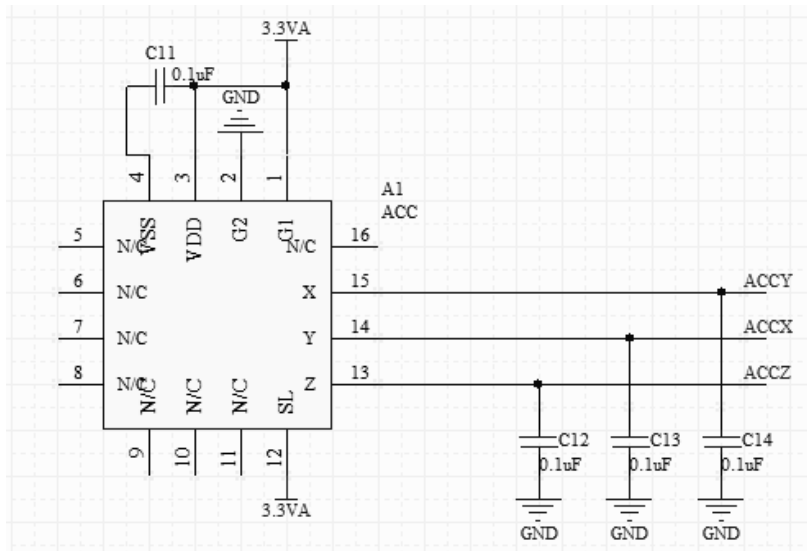 3.3VA
C11
0.1uF
GND
4
3
2
1
A1
ACC
VSS
VDD
G2
G1
5
N/C
N/C
16
6
N/C
X
15
ACCY
7
N/C
Y
14
ACCX
8
N/C
Z
13
ACCZ
N/C
N/C
N/C
SL
9
10
11
12
C12
0.1uF
C13
0.1uF
C14
0.1uF
3.3VA
GND
GND
GND